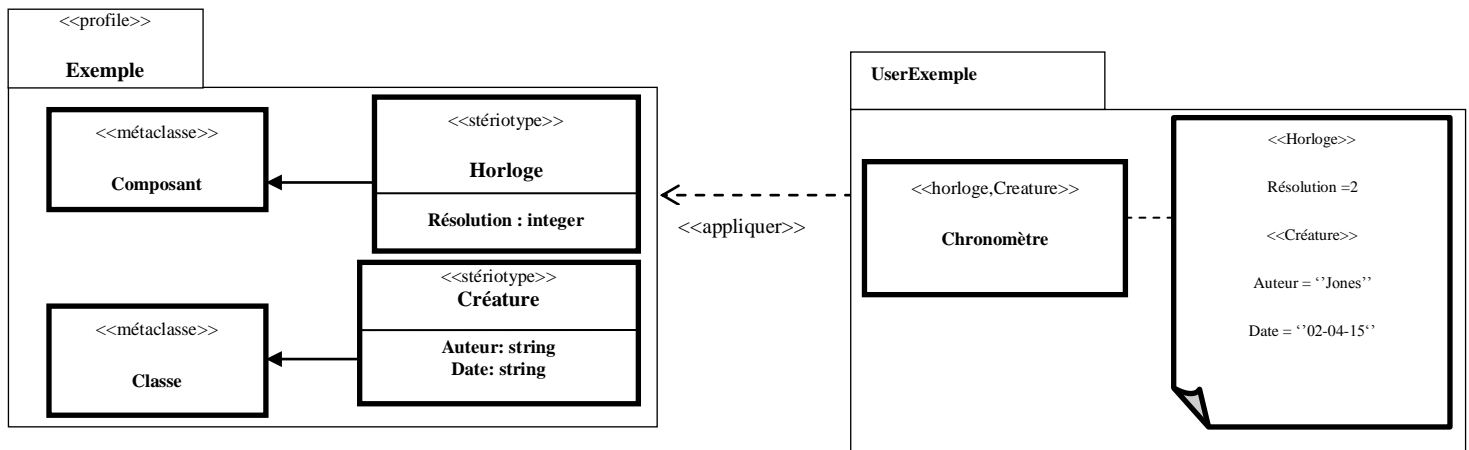 <<profile>>
Exemple
<<métaclasse>>
Composant
<<stériotype>>
Horloge
Résolution : integer
<<métaclasse>>
Classe
<<stériotype>>
Créature
Auteur: string
Date: string
<<appliquer>>
UserExemple
<<horloge,Creature>>
Chronomètre
<<Horloge>>
Résolution =2
<<Créature>>
Auteur = ‘’Jones’’
Date = ‘’02-04-15‘’